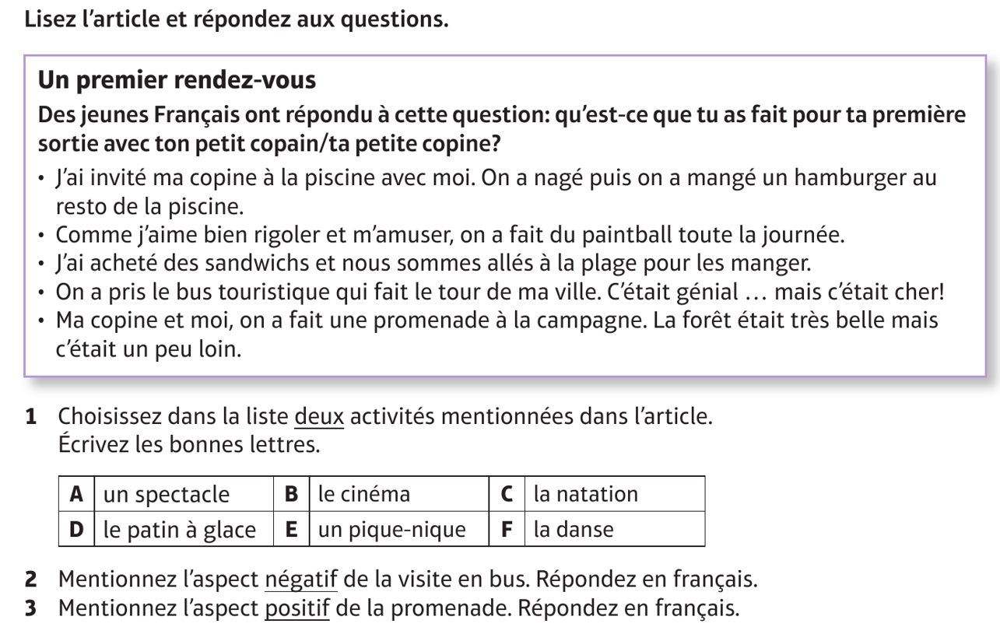 Lisez l’article et répondez aux questions.
Un premier rendez-vous
Des jeunes Français ont répondu à cette question: qu’est-ce que tu as fait pour ta première
sortie avec ton petit copain/ta petite copine?
• J’ai invité ma copine à la piscine avec moi. On a nagé puis on a mangé un hamburger au
resto de la piscine.
• Comme j’aime bien rigoler et m’amuser, on a fait du paintball toute la journée.
• J’ai acheté des sandwichs et nous sommes allés à la plage pour les manger.
• On a pris le bus touristique qui fait le tour de ma ville. C’était génial … mais c’était cher!
• Ma copine et moi, on a fait une promenade à la campagne. La forêt était très belle mais
c’était un peu loin.
1 Choisissez dans la liste deux activités mentionnées dans l’article.
Écrivez les bonnes lettres.
A un spectacle B le cinéma C la natation
D le patin à glace E un pique-nique F la danse
2 Mentionnez l’aspect négatif de la visite en bus. Répondez en français.
3 Mentionnez l’aspect positif de la promenade. Répondez en français.